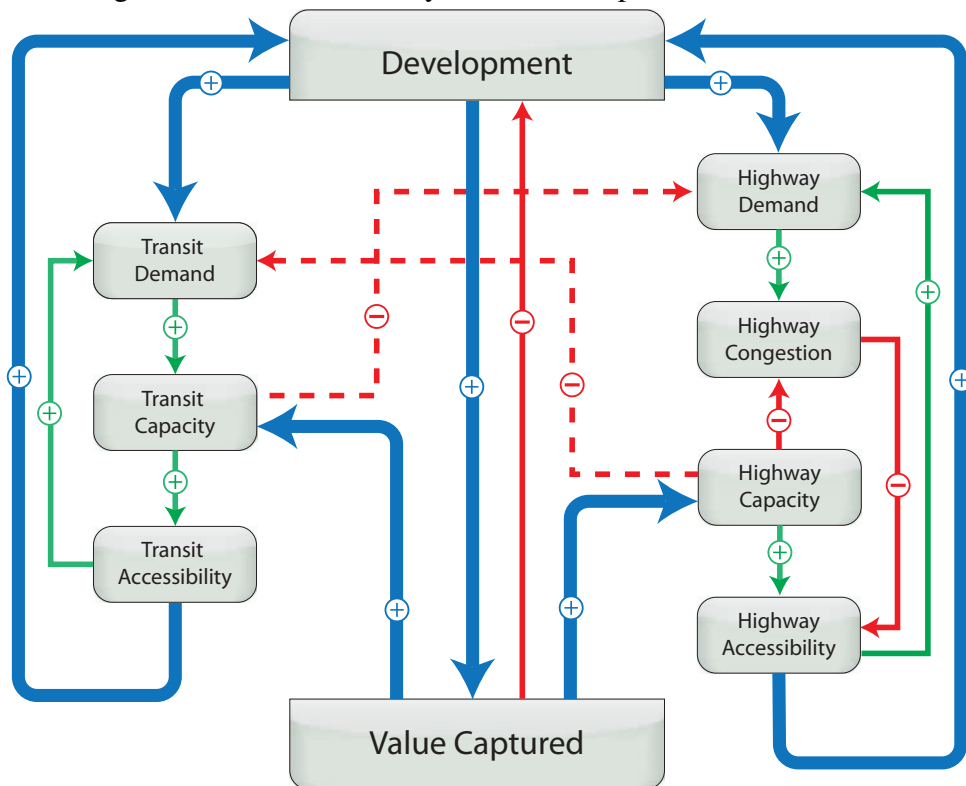 Development
Highway
Demand
Transit
Demand
Highway
Congestion
Transit
Capacity
Highway
Capacity
Transit
Accessibility
Highway
Accessibility
Value Captured